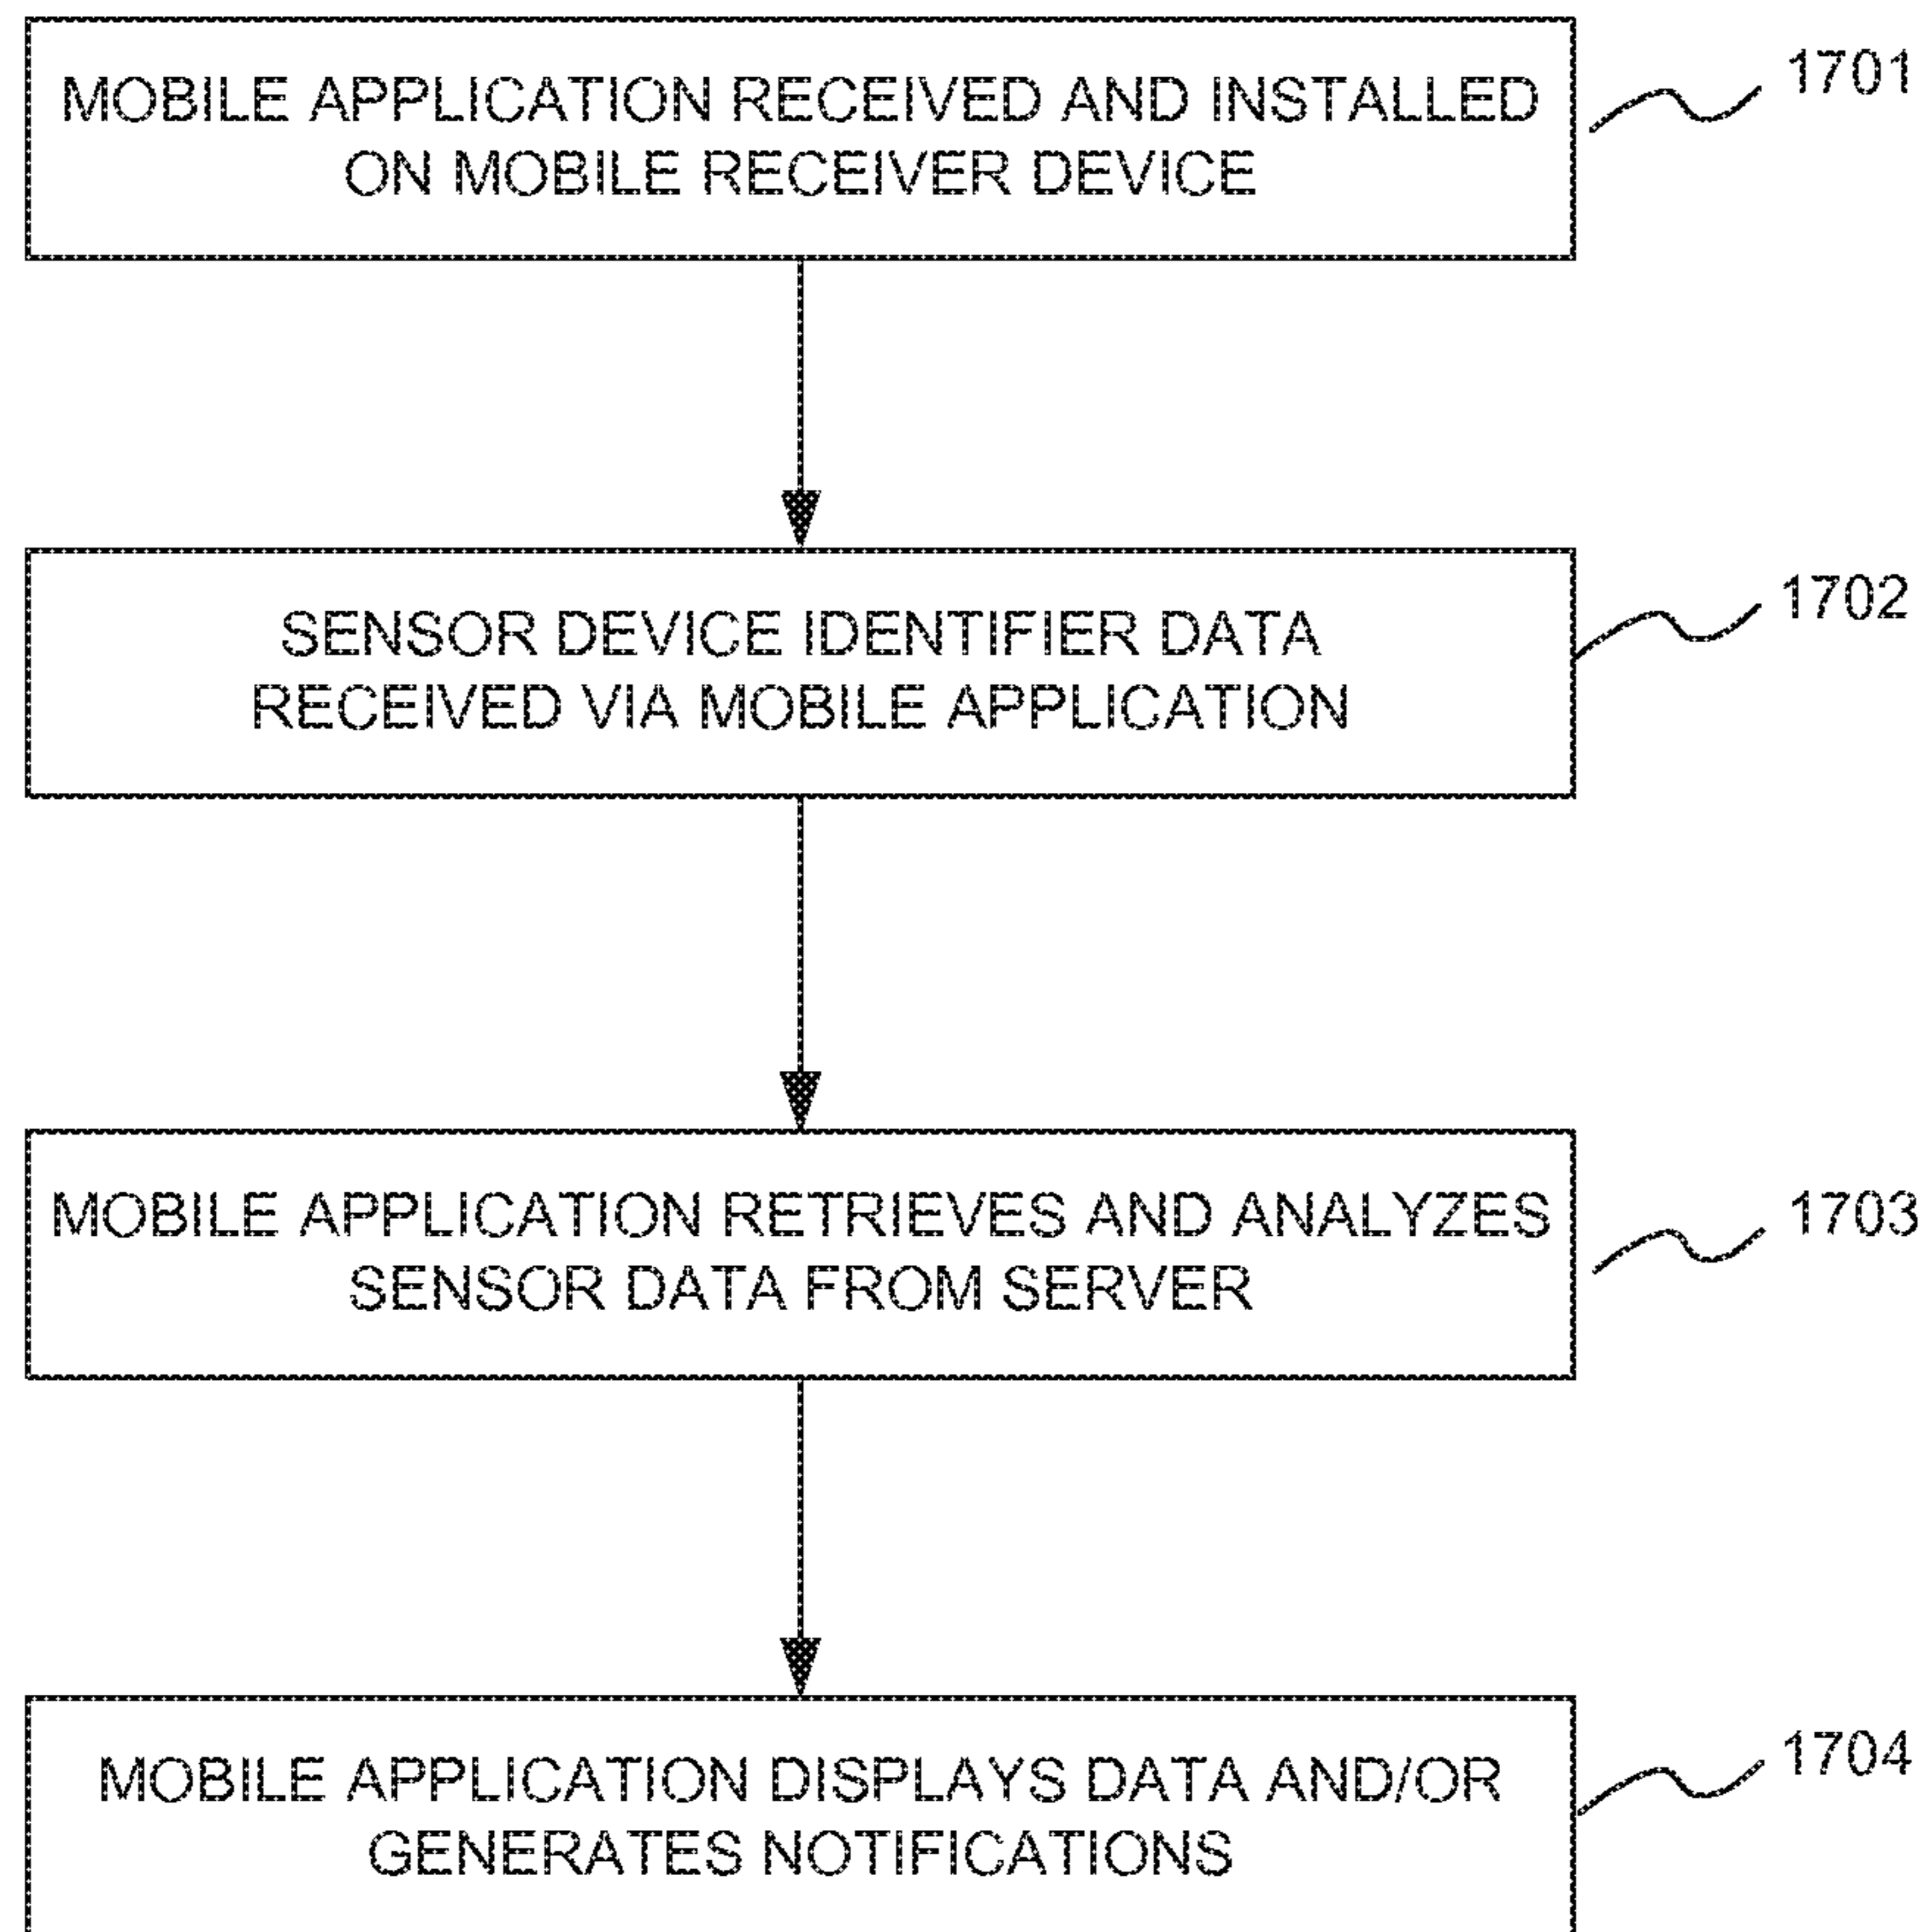 MOBILE APPLICATION RECEIVED AND INSTALLED
ON MOBILE RECEIVER DEVICE
1701
SENSOR DEVICE IDENTIFIER DATA
RECEIVED VIA MOBILE APPLICATION
1702
MOBILE APPLICATION RETRIEVES AND ANALYZES
SENSOR DATA FROM SERVER
1703
MOBILE APPLICATION DISPLAYS DATA AND/OR
GENERATES NOTIFICATIONS
1704